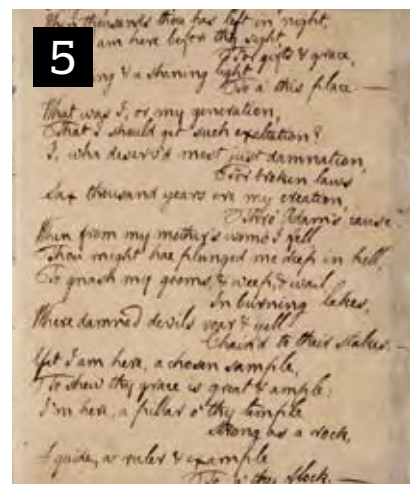 5
thousands thou has left in night,
am here before thy sight,
For gifts & grace,
& a shining light
To a' this place —
What was I, or my generation,
That I should get such exaltation?
I, wha deserv'd most just damnation,
For broken laws
Sax thousand years ere my creation,
Thro' Adam's cause
When from my mother's womb I fell
Thou might hae plunged me deep in hell,
To gnash my gooms, & weep, & wail,
In burning lakes,
Where damned devils roar & yell
Chain'd to their stakes. —
Yet I am here, a chosen sample,
To shew thy grace is great & ample:
I'm here, a pillar o' thy temple
Strong as a rock,
A guide, a ruler & example
To a' thy flock. —